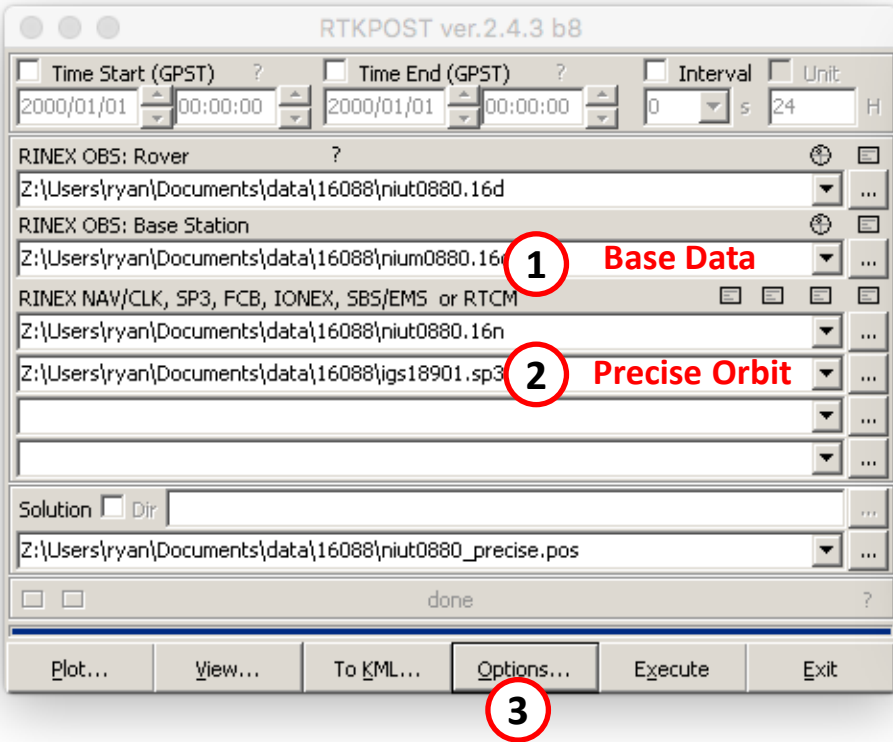 RTKPOST ver.2.4.3 b8
Time Start (GPST) ? Time End (GPST) ? Interval Unit
2000/01/01 00:00:00 2000/01/01 00:00:00 0 s 24 H
RINEX OBS: Rover ?
Z:\Users\ryan\Documents\data\16088\niut0880.16d
...
RINEX OBS: Base Station
Z:\Users\ryan\Documents\data\16088\nium0880.16
1 Base Data
...
RINEX NAV/CLK, SP3, FCB, IONEX, SBS/EMS or RTCM
Z:\Users\ryan\Documents\data\16088\niut0880.16n
...
Z:\Users\ryan\Documents\data\16088\igs18901.sp3
2 Precise Orbit
...
...
...
Solution Dir ...
Z:\Users\ryan\Documents\data\16088\niut0880_precise.pos
...
done ?
Plot... View... To KML... Options... Execute Exit
3